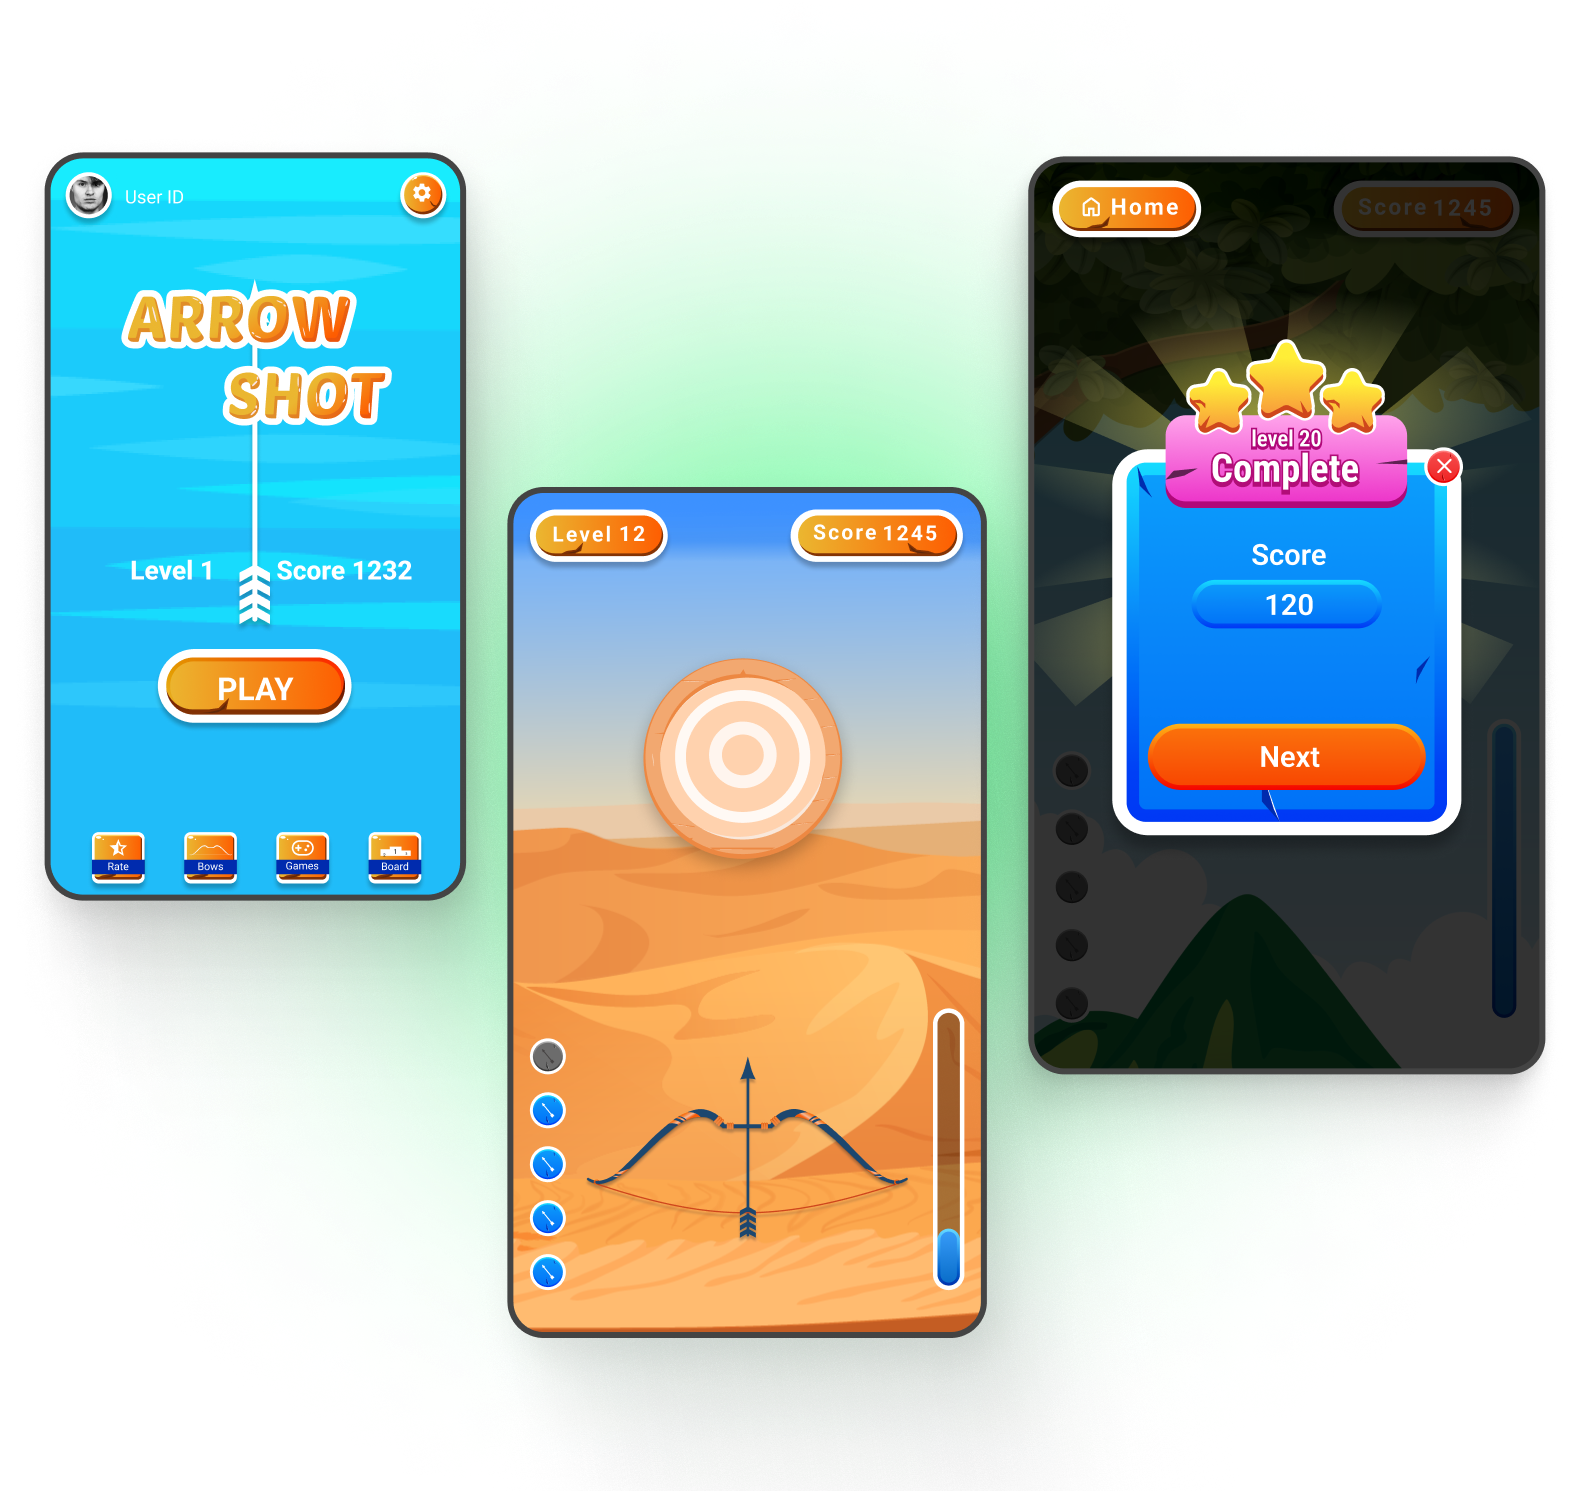 User ID
ARROW
SHOT
Level 1
Score 1232
PLAY
Rate
Bows
Games
1
Board
Level 12
Score 1245
Home
Score 1245
level 20
Complete
Score
120
Next